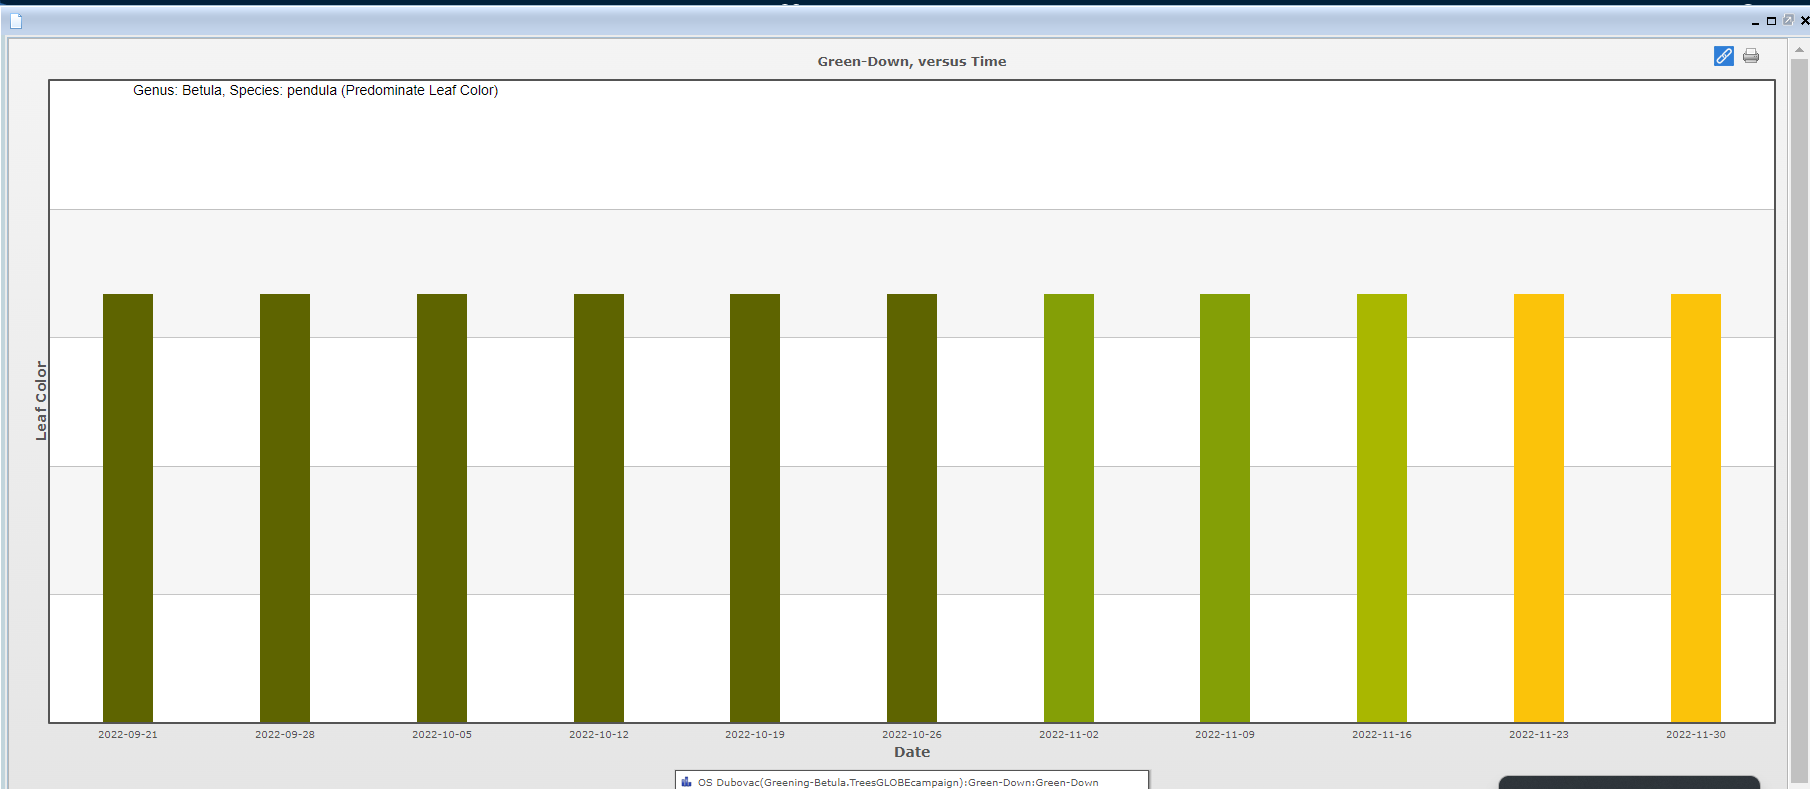 Green-Down, versus Time
Genus: Betula, Species: pendula (Predominate Leaf Color)
Leaf Color
2022-09-21 2022-09-28 2022-10-05 2022-10-12 2022-10-19 2022-10-26 2022-11-02 2022-11-09 2022-11-16 2022-11-23 2022-11-30
Date
OS Dubovac(Greening-Betula.TreesGLOBEcampaign):Green-Down:Green-Down